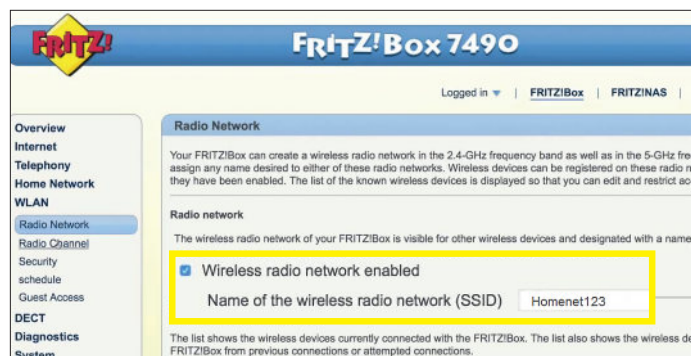 FRITZ!
FRITZ!Box 7490
Logged in | FRITZ!Box | FRITZ!NAS |
Overview
Internet
Telephony
Home Network
WLAN
Radio Network
Radio Channel
Security
schedule
Guest Access
DECT
Diagnostics
System
Radio Network
Your FRITZ!Box can create a wireless radio network in the 2.4-GHz frequency band as well as in the 5-GHz fre
assign any name desired to either of these radio networks. Wireless devices can be registered on these radio n
they have been enabled. The list of the known wireless devices is displayed so that you can edit and restrict ac
Radio network
The wireless radio network of your FRITZ!Box is visible for other wireless devices and designated with a name
Wireless radio network enabled
Name of the wireless radio network (SSID) Homenet123
The list shows the wireless devices currently connected with the FRITZ!Box. The list also shows the wireless de
FRITZ!Box from previous connections or attempted connections.